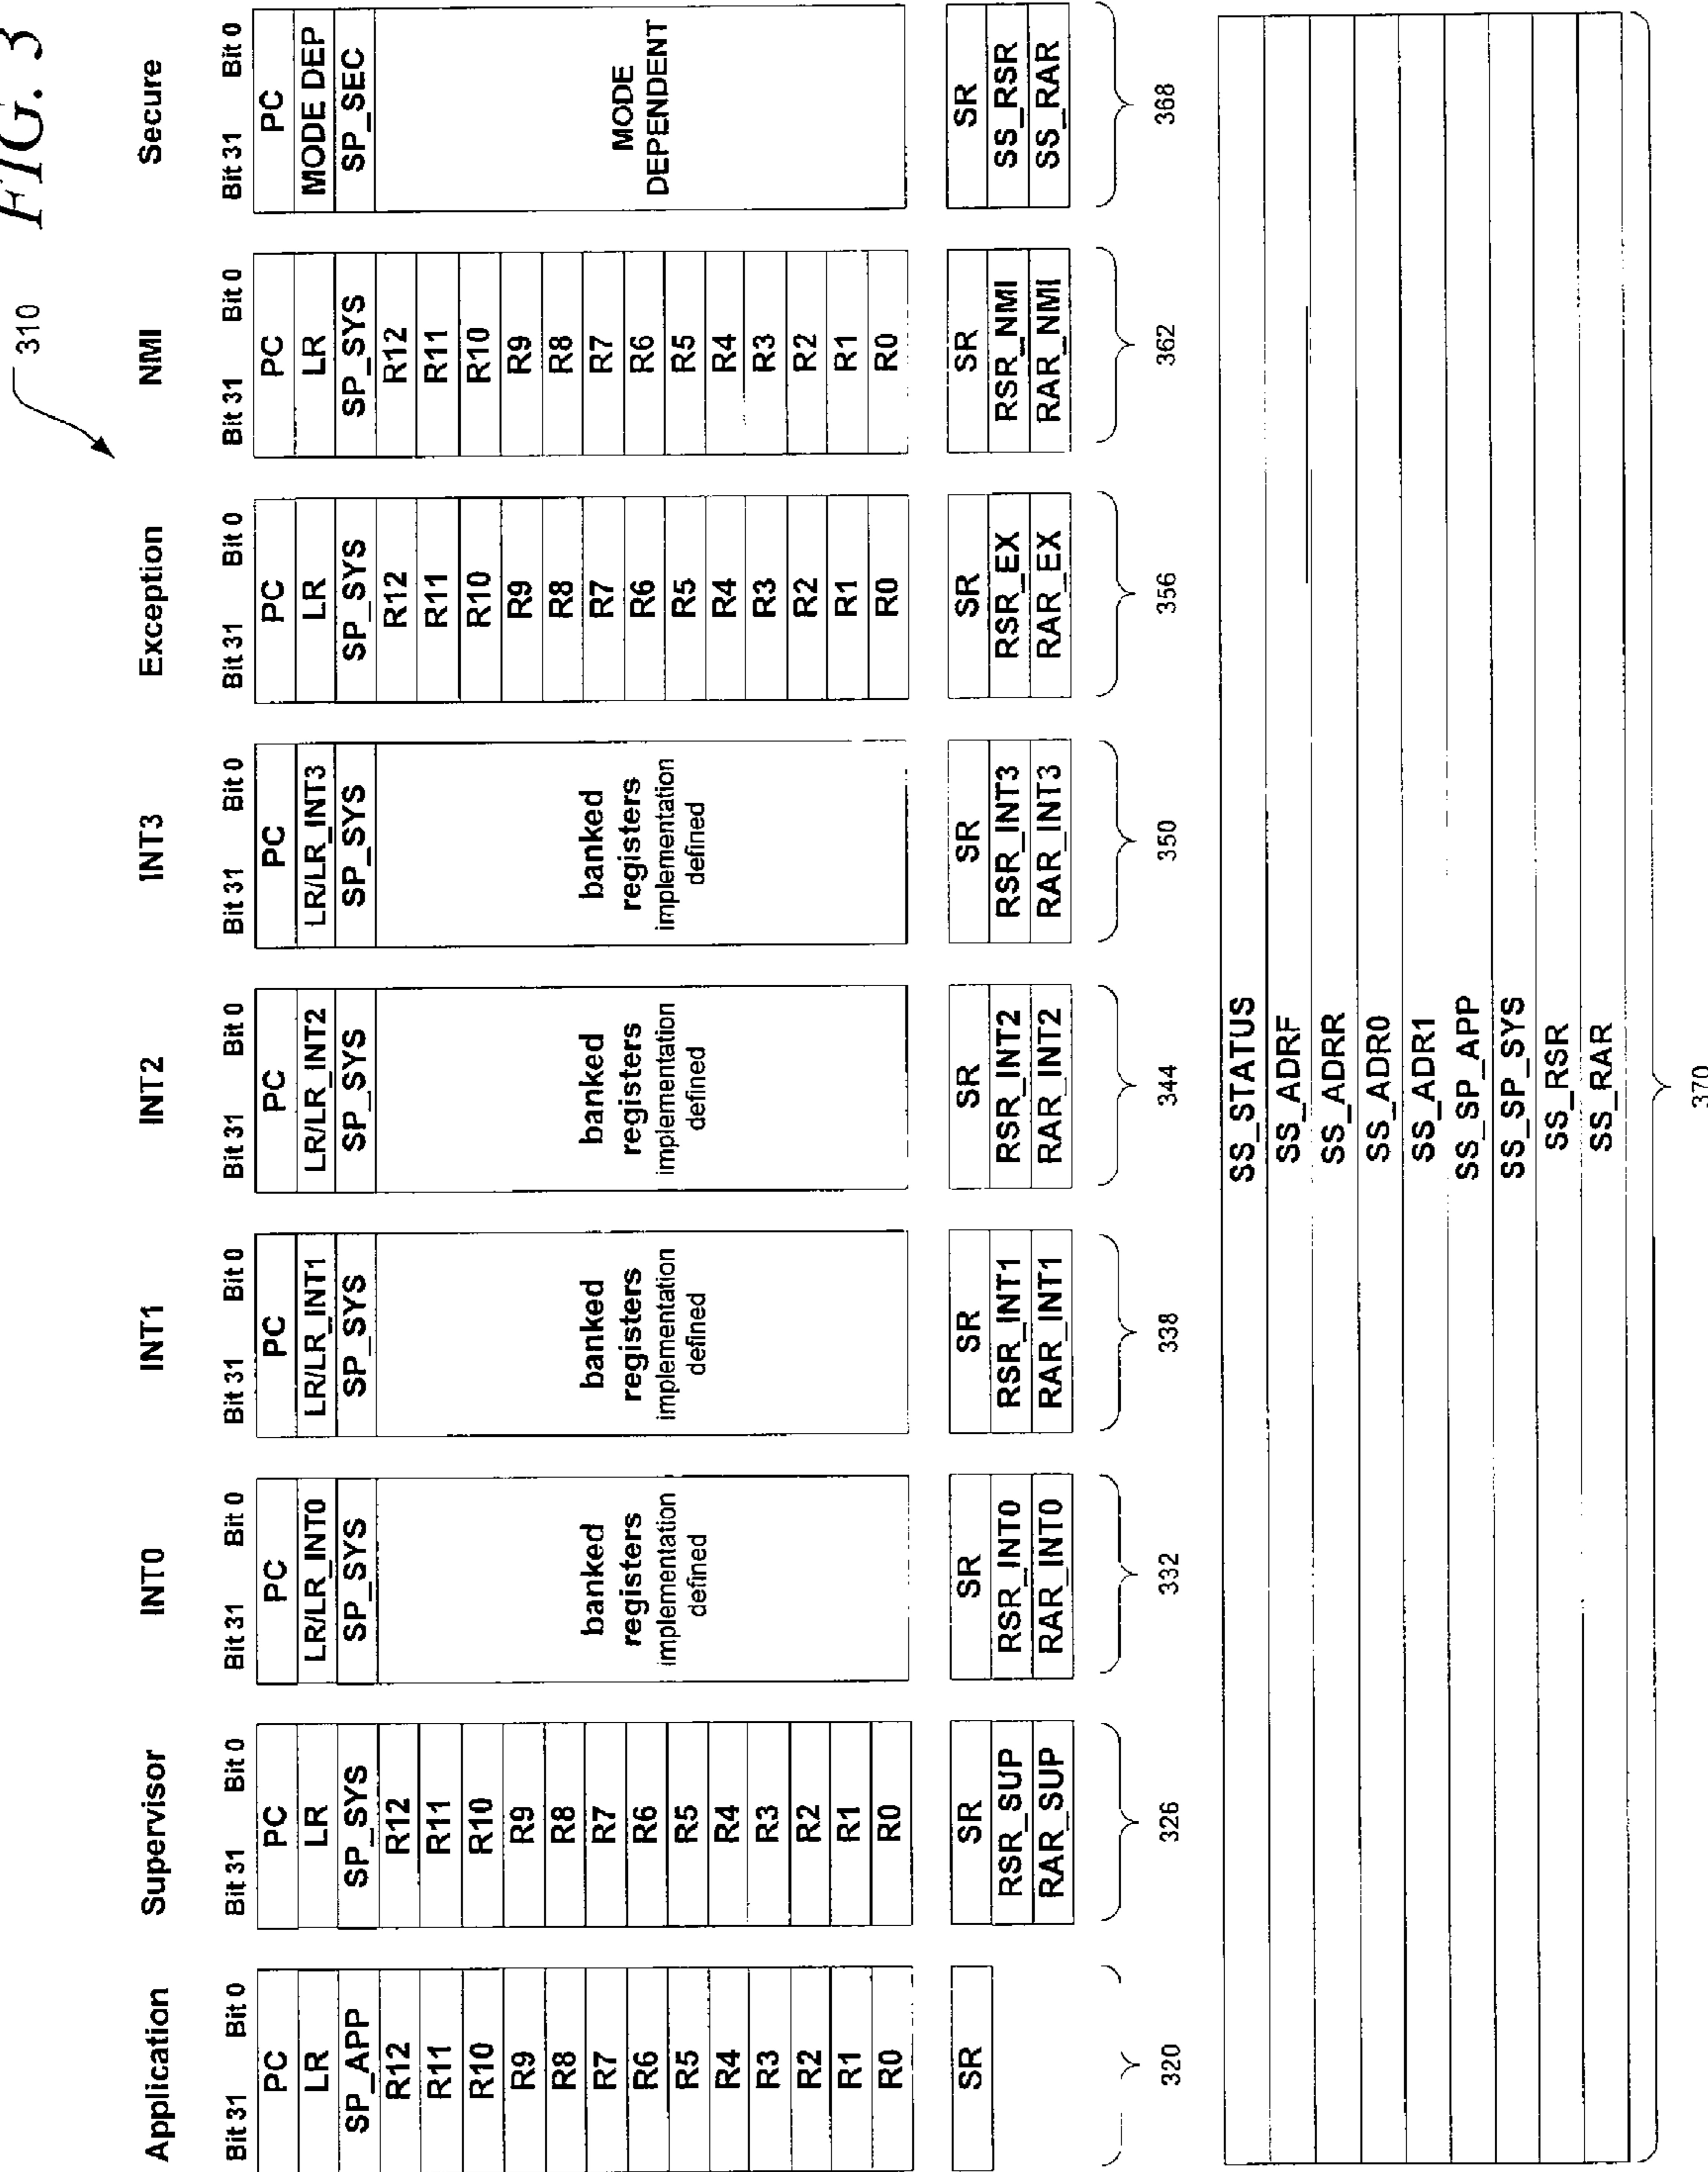 FIG. 3
310
Application
Bit 31 Bit 0
PC
LR
SP_APP
R12
R11
R10
R9
R8
R7
R6
R5
R4
R3
R2
R1
R0
SR
320
Supervisor
Bit 31 Bit 0
PC
LR
SP_SYS
R12
R11
R10
R9
R8
R7
R6
R5
R4
R3
R2
R1
R0
SR
RSR_SUP
RAR_SUP
326
INT0
Bit 31 Bit 0
PC
LR/LR_INT0
SP_SYS
banked
registers
implementation
defined
SR
RSR_INT0
RAR_INT0
332
INT1
Bit 31 Bit 0
PC
LR/LR_INT1
SP_SYS
banked
registers
implementation
defined
SR
RSR_INT1
RAR_INT1
338
INT2
Bit 31 Bit 0
PC
LR/LR_INT2
SP_SYS
banked
registers
implementation
defined
SR
RSR_INT2
RAR_INT2
344
INT3
Bit 31 Bit 0
PC
LR/LR_INT3
SP_SYS
banked
registers
implementation
defined
SR
RSR_INT3
RAR_INT3
350
Exception
Bit 31 Bit 0
PC
LR
SP_SYS
R12
R11
R10
R9
R8
R7
R6
R5
R4
R3
R2
R1
R0
SR
RSR_EX
RAR_EX
356
NMI
Bit 31 Bit 0
PC
LR
SP_SYS
R12
R11
R10
R9
R8
R7
R6
R5
R4
R3
R2
R1
R0
SR
RSR_NMI
RAR_NMI
362
Secure
Bit 31 Bit 0
PC
MODE DEP
SP_SEC
MODE
DEPENDENT
SR
SS_RSR
SS_RAR
368
SS_STATUS
SS_ADRF
SS_ADRR
SS_ADR0
SS_ADR1
SS_SP_APP
SS_SP_SYS
SS_RSR
SS_RAR
370